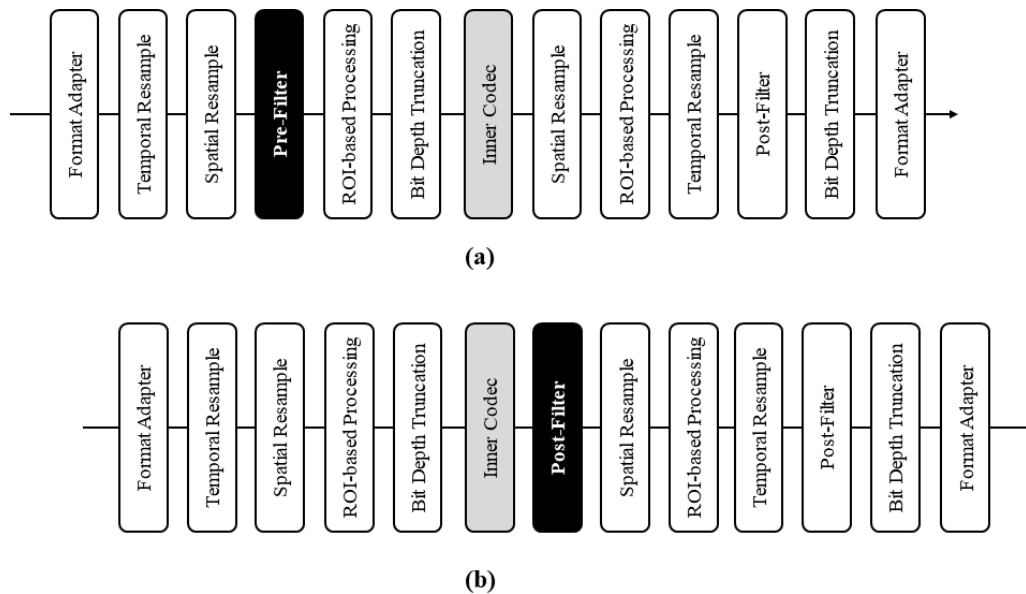 Format Adapter
Temporal Resample
Spatial Resample
Pre-Filter
ROI-based Processing
Bit Depth Truncation
Inner Codec
Spatial Resample
ROI-based Processing
Temporal Resample
Post-Filter
Bit Depth Truncation
Format Adapter
(a)
Format Adapter
Temporal Resample
Spatial Resample
ROI-based Processing
Bit Depth Truncation
Inner Codec
Post-Filter
Spatial Resample
ROI-based Processing
Temporal Resample
Post-Filter
Bit Depth Truncation
Format Adapter
(b)